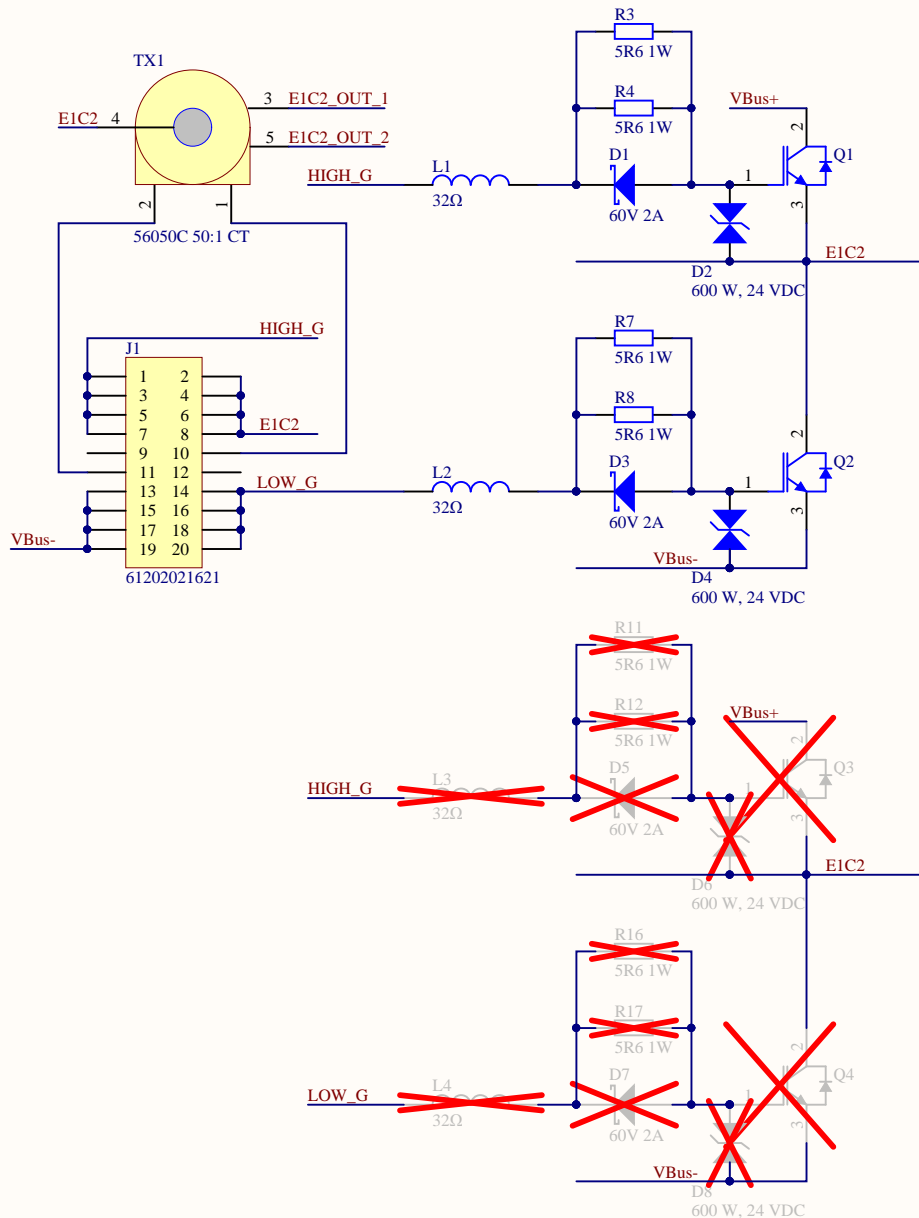 TX1
E1C2
4
3
E1C2_OUT_1
5
E1C2_OUT_2
2
1
56050C 50:1 CT
HIGH_G
J1
1 2
3 4
5 6
7 8
E1C2
9 10
11 12
13 14
LOW_G
15 16
17 18
VBus-
19 20
61202021621
R3
5R6 1W
R4
5R6 1W
HIGH_G
L1
32Ω
D1
60V 2A
VBus+
2
1
Q1
3
E1C2
D2
600 W, 24 VDC
R7
5R6 1W
R8
5R6 1W
L2
32Ω
D3
60V 2A
2
1
Q2
3
VBus-
D4
600 W, 24 VDC
R11
5R6 1W
R12
5R6 1W
HIGH_G
L3
32Ω
D5
60V 2A
VBus+
2
1
Q3
3
E1C2
D6
600 W, 24 VDC
R16
5R6 1W
R17
5R6 1W
LOW_G
L4
32Ω
D7
60V 2A
2
1
Q4
3
VBus-
D8
600 W, 24 VDC